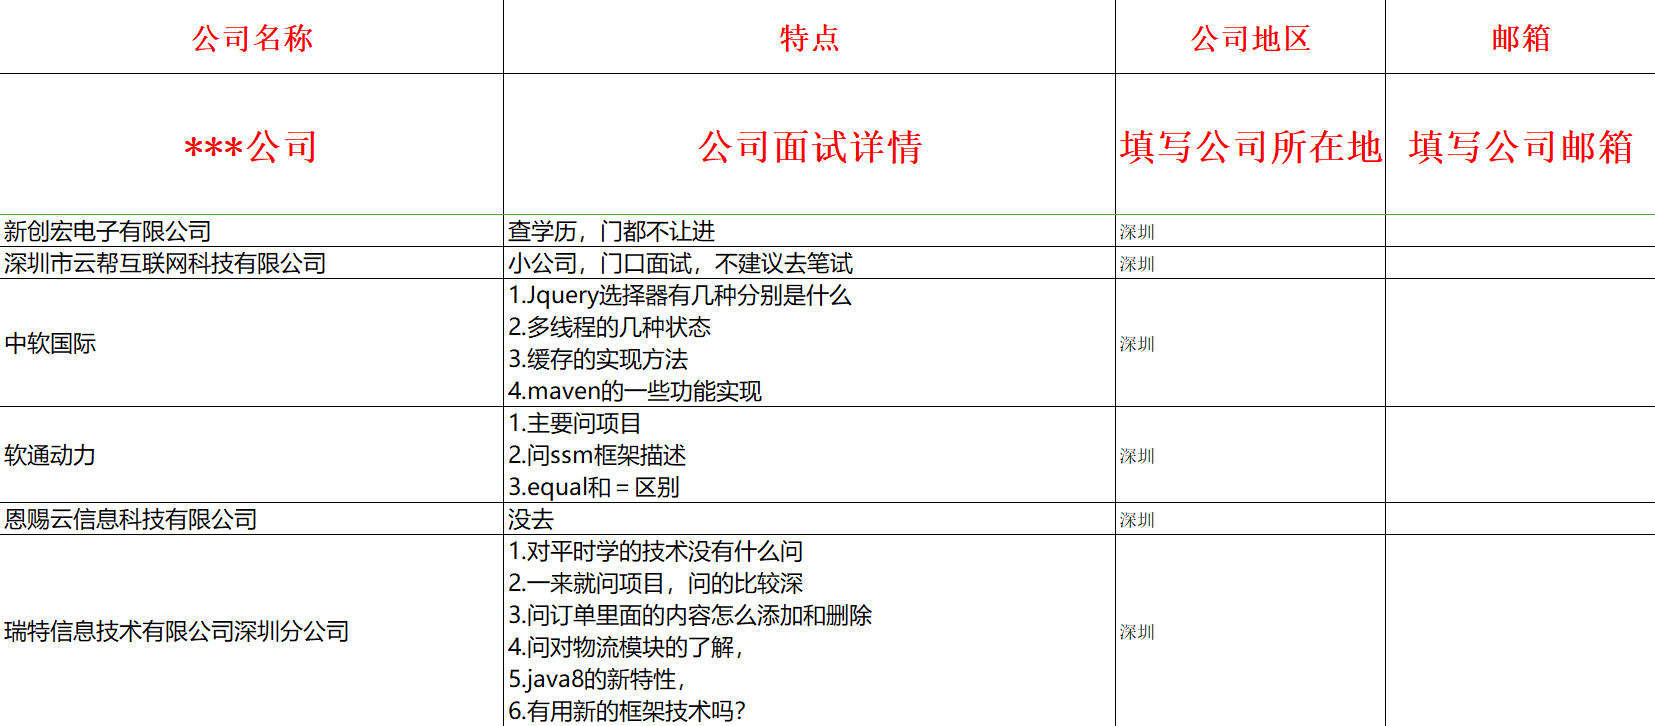 公司名称 特点 公司地区 邮箱
***公司 公司面试详情 填写公司所在地 填写公司邮箱
新创宏电子有限公司 查学历，门都不让进 深圳
深圳市云帮互联网科技有限公司 小公司，门口面试，不建议去笔试 深圳
中软国际
1.Jquery选择器有几种分别是什么
2.多线程的几种状态
3.缓存的实现方法
4.maven的一些功能实现
深圳
软通动力
1.主要问项目
2.问ssm框架描述
3.equal和＝区别
深圳
恩赐云信息科技有限公司 没去 深圳
瑞特信息技术有限公司深圳分公司
1.对平时学的技术没有什么问
2.一来就问项目，问的比较深
3.问订单里面的内容怎么添加和删除
4.问对物流模块的了解，
5.java8的新特性，
6.有用新的框架技术吗？
深圳